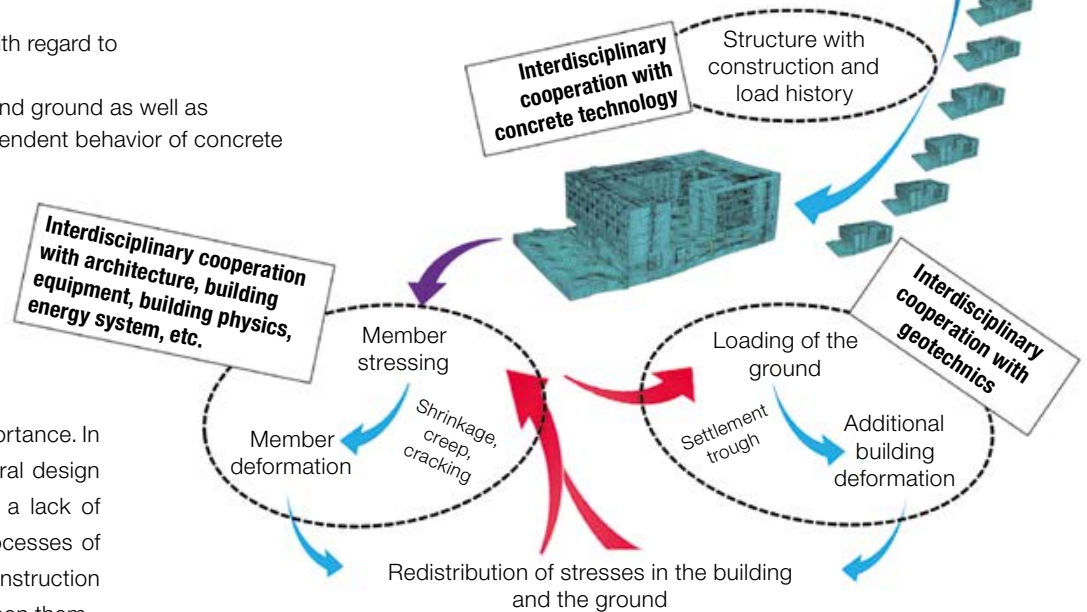 ith regard to
nd ground as well as
endent behavior of concrete
Interdisciplinary
cooperation with
concrete technology
Structure with
construction and
load history
Interdisciplinary cooperation
with architecture, building
equipment, building physics,
energy system, etc.
Interdisciplinary
cooperation with
geotechnics
Member
stressing
Shrinkage,
creep,
cracking
Member
deformation
Loading of the
ground
Settlement
trough
Additional
building
deformation
Redistribution of stresses in the building
and the ground
ortance. In
ral design
a lack of
ocesses of
nstruction